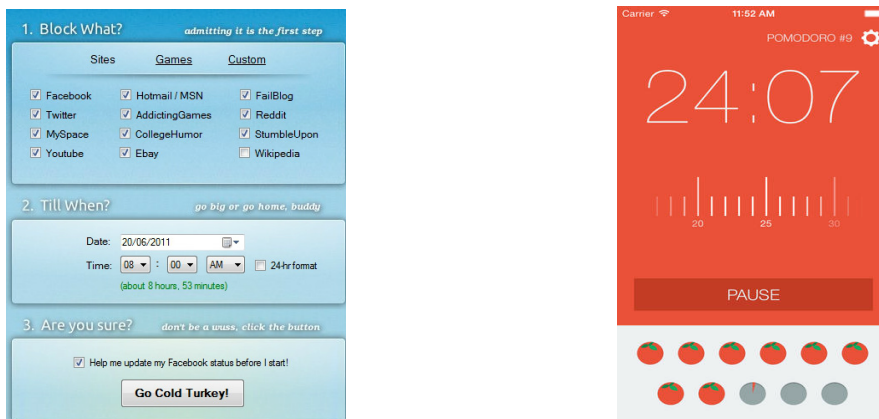 1. Block What? admitting it is the first step
Sites Games Custom
Facebook Hotmail / MSN FailBlog
Twitter AddictingGames Reddit
MySpace CollegeHumor StumbleUpon
Youtube Ebay Wikipedia
2. Till When? go big or go home, buddy
Date: 20/06/2011
Time: 08 : 00 AM 24-hr format
(about 8 hours, 53 minutes)
3. Are you sure? don't be a wuss, click the button
Help me update my Facebook status before I start!
Go Cold Turkey!
Carrier 11:52 AM
POMODORO #9
24:07
20 25 30
PAUSE